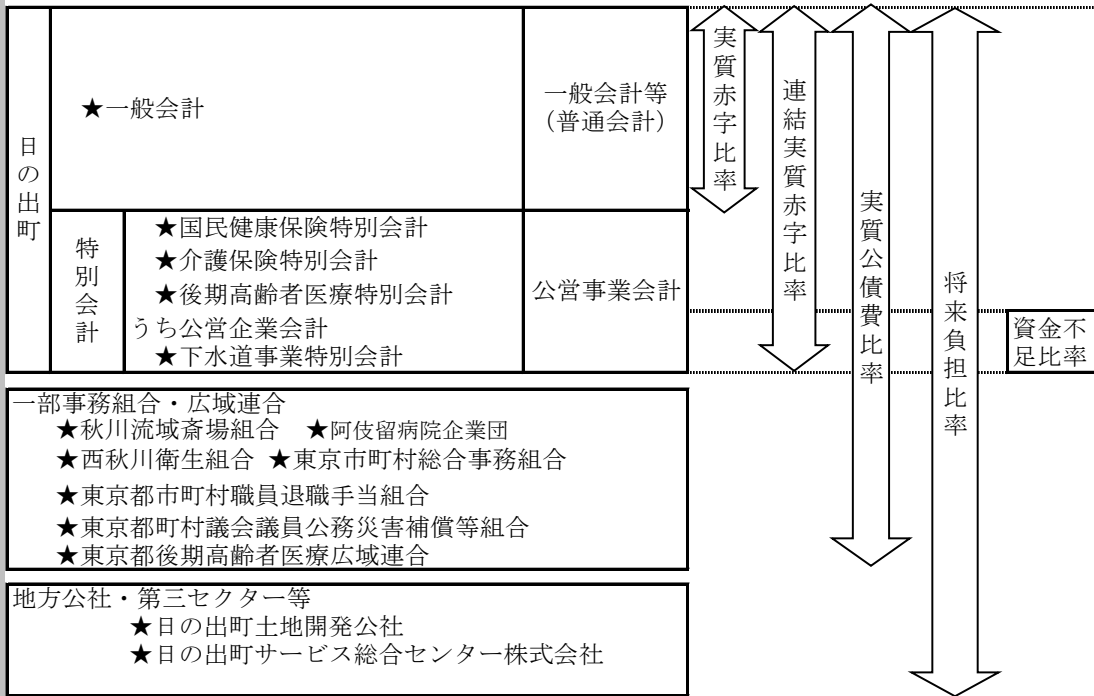 日の出町
★一般会計
一般会計等
(普通会計)
特別会計
★国民健康保険特別会計
★介護保険特別会計
★後期高齢者医療特別会計
うち公営企業会計
★下水道事業特別会計
公営事業会計
実質赤字比率
連結実質赤字比率
実質公債費比率
将来負担比率
資金不
足比率
一部事務組合・広域連合
★秋川流域斎場組合 ★阿伎留病院企業団
★西秋川衛生組合 ★東京市町村総合事務組合
★東京都市町村職員退職手当組合
★東京都町村議会議員公務災害補償等組合
★東京都後期高齢者医療広域連合
地方公社・第三セクター等
★日の出町土地開発公社
★日の出町サービス総合センター株式会社